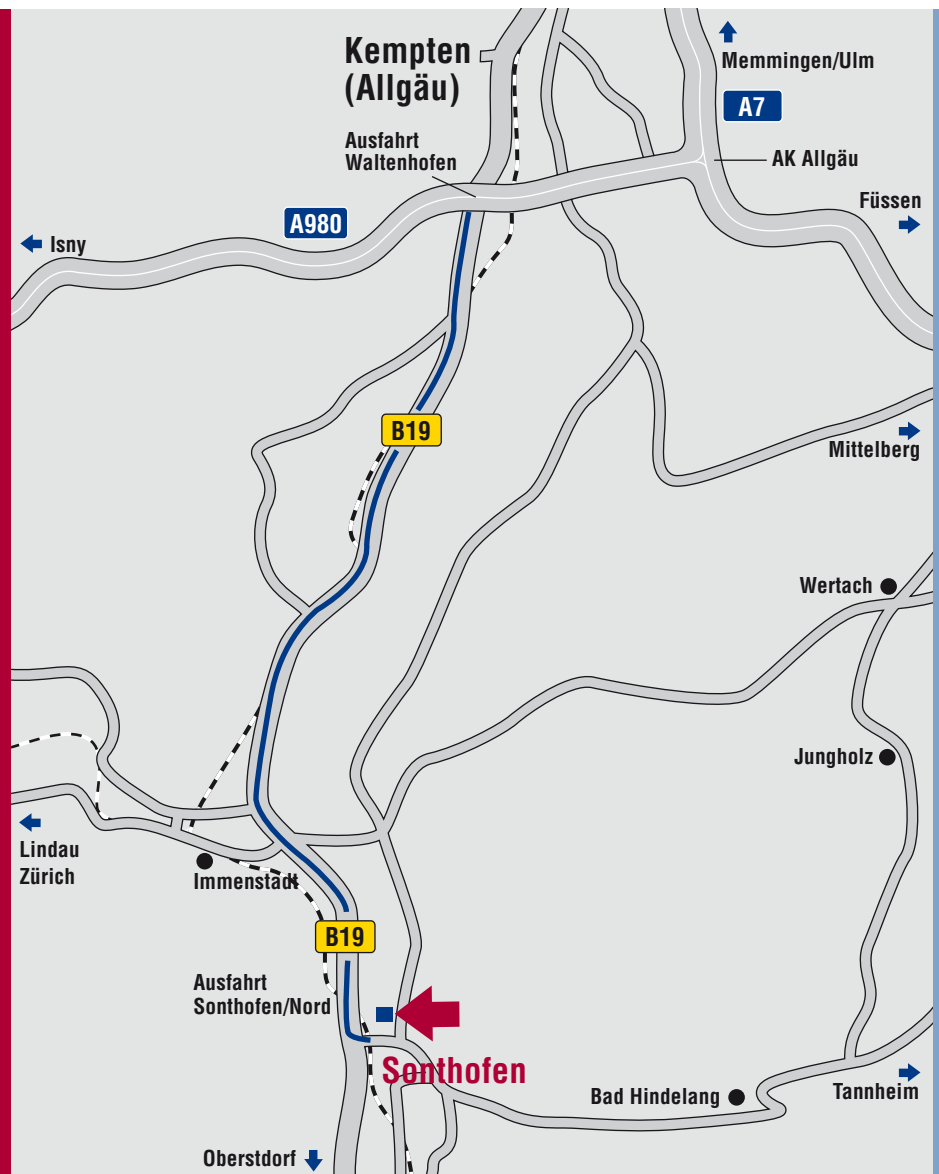 Kempten
(Allgäu)
Memmingen/Ulm
A7
Ausfahrt
Waltenhofen
AK Allgäu
Füssen
A980
Isny
B19
Mittelberg
Wertach
Jungholz
Lindau
Zürich
Immenstadt
B19
Ausfahrt
Sonthofen/Nord
Sonthofen
Bad Hindelang
Tannheim
Oberstdorf